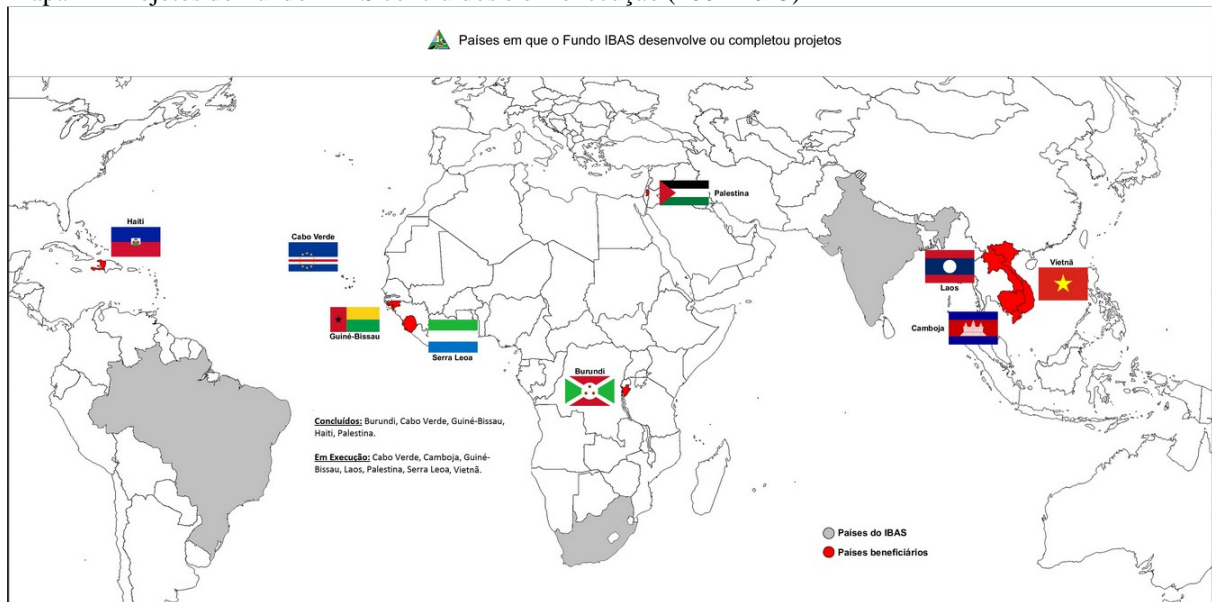 Países em que o Fundo IBAS desenvolve ou completou projetos
Palestina
Haiti
Cabo Verde
Vietnã
Laos
Guiné-Bissau
Camboja
Serra Leoa
Burundi
Concluídos: Burundi, Cabo Verde, Guiné-Bissau,
Haiti, Palestina.
Em Execução: Cabo Verde, Camboja, Guiné-
Bissau, Laos, Palestina, Serra Leoa, Vietnã.
Países do IBAS
Países beneficiários